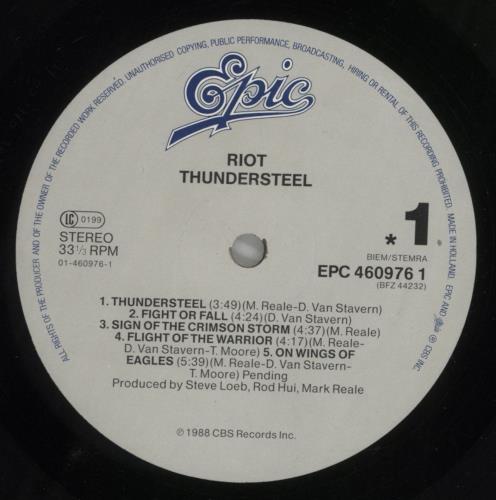 ALL RIGHTS OF THE PRODUCER AND OF THE OWNER OF THE RECORDED WORK RESERVED. UNAUTHORISED COPYING, PUBLIC PERFORMANCE, BROADCASTING, HIRING OR RENTAL OF THIS RECORDING PROHIBITED. MADE IN HOLLAND. EPIC AND
® CBS INC.
Epic
RIOT
THUNDERSTEEL
LC 0199
STEREO
33 1/3 RPM
01-460976-1
* 1
BIEM/STEMRA
EPC 460976 1
(BFZ 44232)
1. THUNDERSTEEL (3:49)(M. Reale-D. Van Stavern)
2. FIGHT OR FALL (4:24)(D. Van Stavern)
3. SIGN OF THE CRIMSON STORM (4:37)(M. Reale)
4. FLIGHT OF THE WARRIOR (4:17)(M. Reale-
D. Van Stavern-T. Moore) 5. ON WINGS OF
EAGLES (5:39)(M. Reale-D. Van Stavern-
T. Moore) Pending
Produced by Steve Loeb, Rod Hui, Mark Reale
℗ 1988 CBS Records Inc.